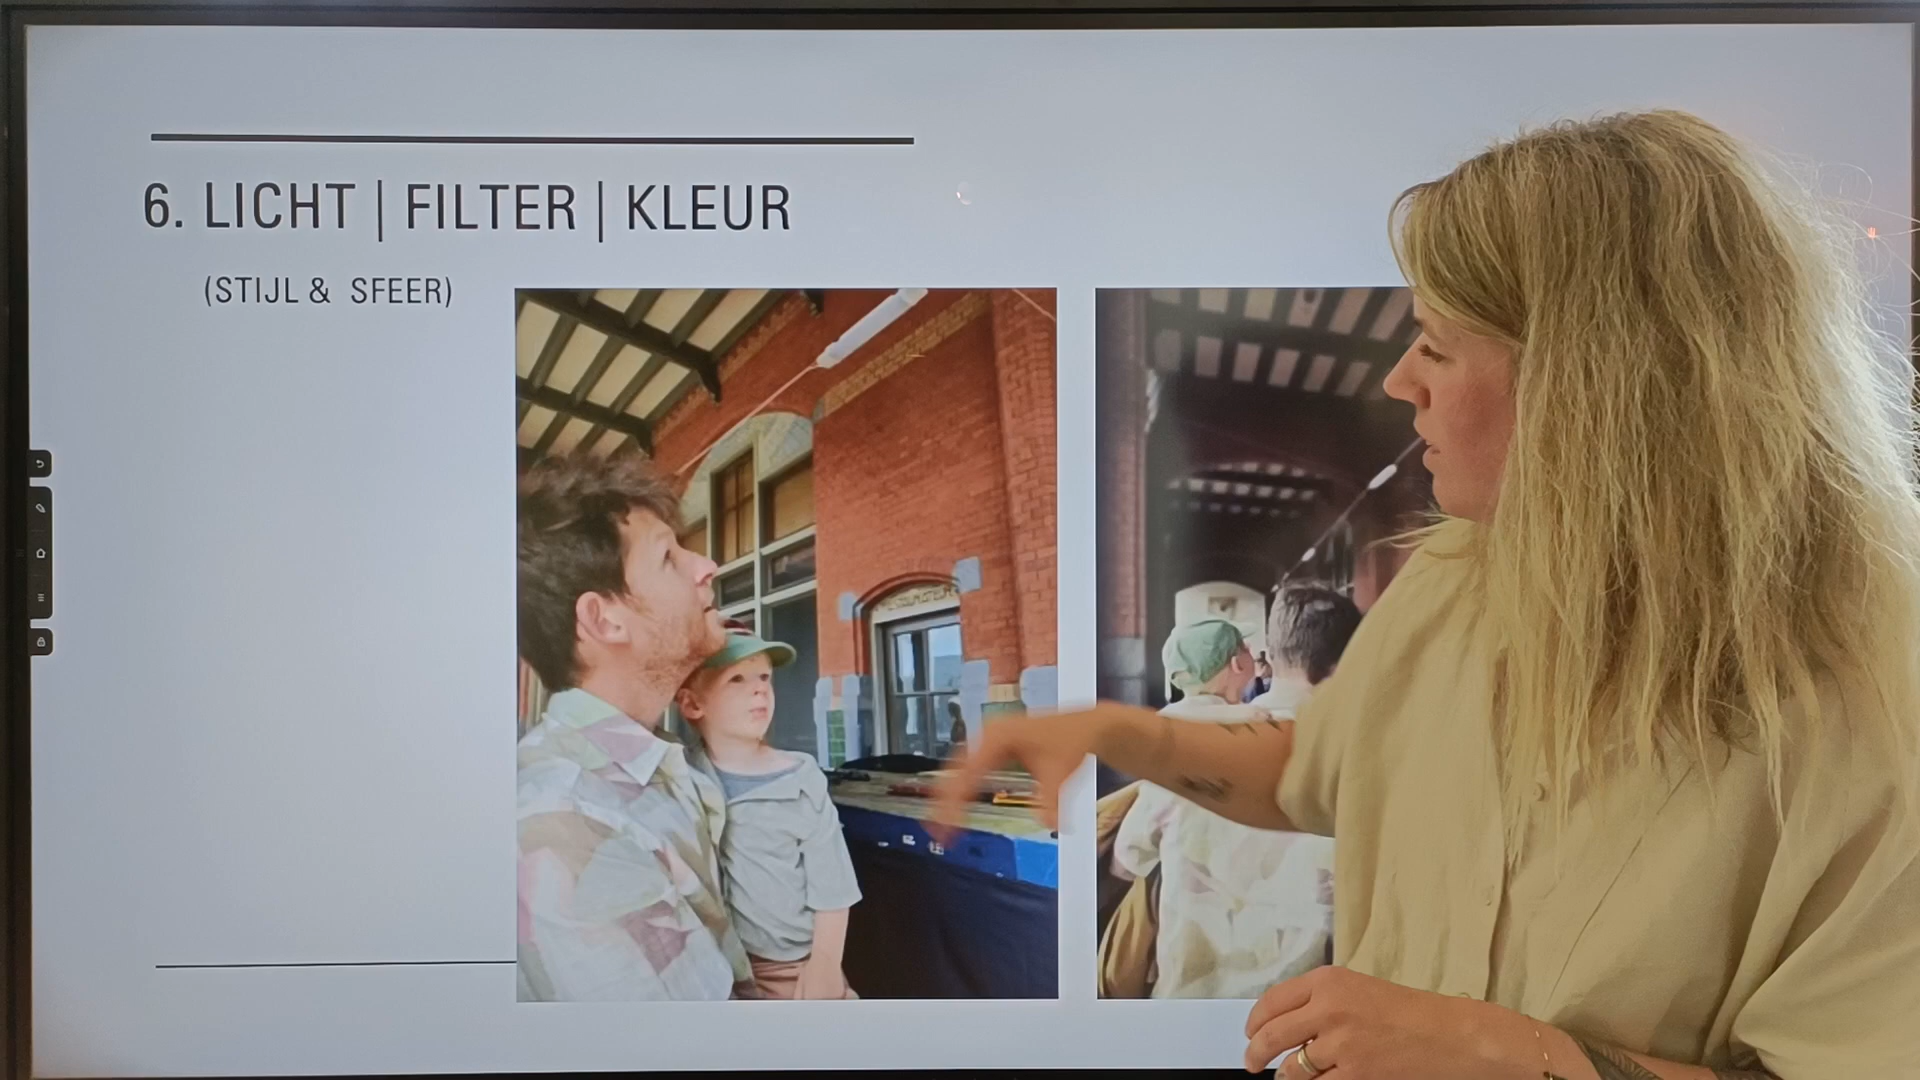 6. LICHT | FILTER | KLEUR
(STIJL & SFEER)